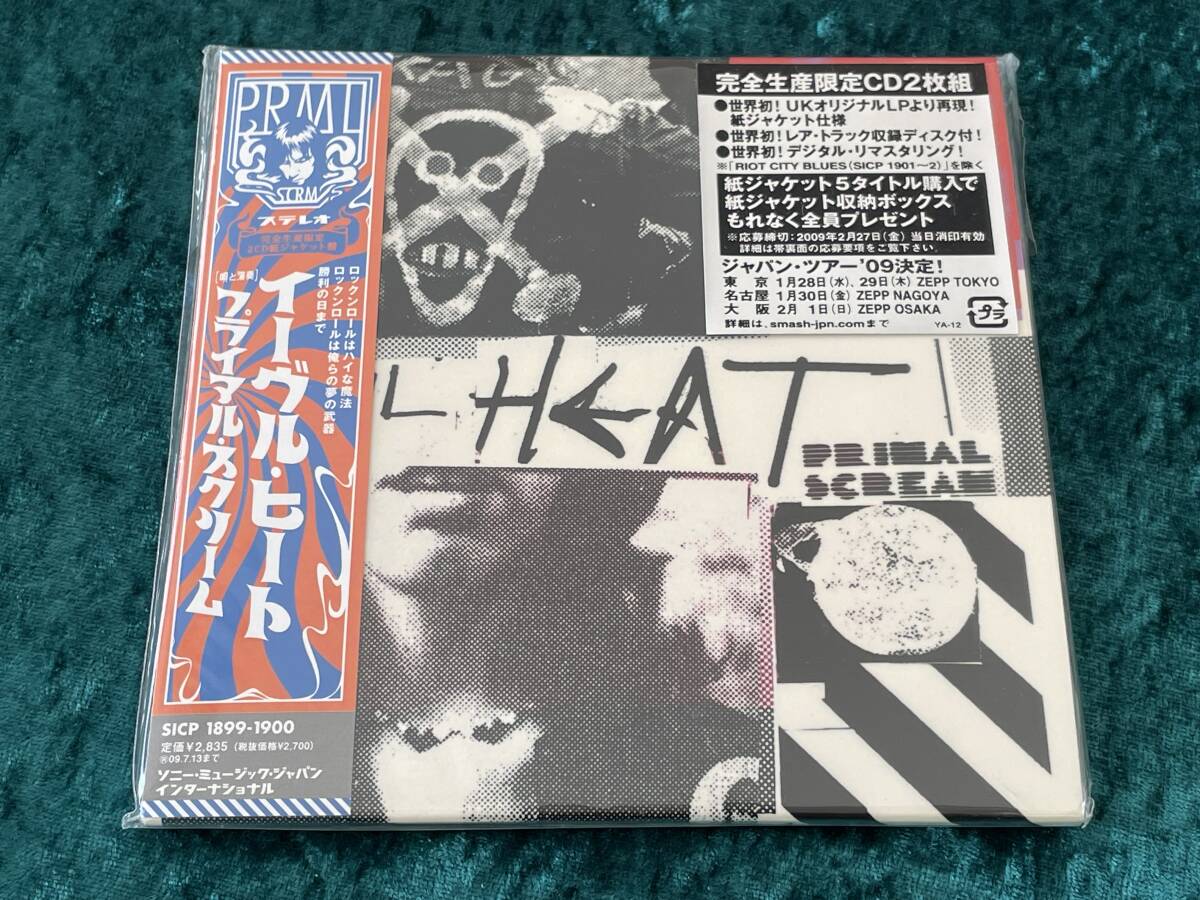 PRML
SCRM
ステレオ
完全生産限定
2CD紙ジャケット盤
ロックンロールはハイな魔法
ロックンロールは俺らの夢の武器
勝利の日まで
イーヴル・ヒート
[唄と演奏]
プライマル・スクリーム
SICP 1899-1900
定価¥2,835 (税抜価格¥2,700)
09.7.13まで
ソニー・ミュージック・ジャパン
インターナショナル
完全生産限定CD2枚組
●世界初!UKオリジナルLPより再現!
紙ジャケット仕様
●世界初!レア・トラック収録ディスク付!
●世界初!デジタル・リマスタリング!
※「RIOT CITY BLUES(SICP 1901〜2)」を除く
紙ジャケット5タイトル購入で
紙ジャケット収納ボックス
もれなく全員プレゼント
※応募締切:2009年2月27日(金)当日消印有効
詳細は帯裏面の応募要項をご覧下さい。
ジャパン・ツアー'09決定!
東 京 1月28日(水)、29日(木) ZEPP TOKYO
名古屋 1月30日(金) ZEPP NAGOYA
大 阪 2月 1日(日) ZEPP OSAKA
詳細は、smash-jpn.comまで
YA-12
プラ
L HEAT
PRIMAL
SCREAM